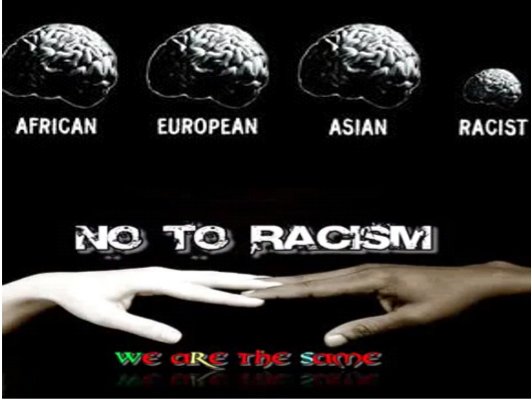 AFRICAN EUROPEAN ASIAN RACIST
NO TO RACISM
We aRe The Same